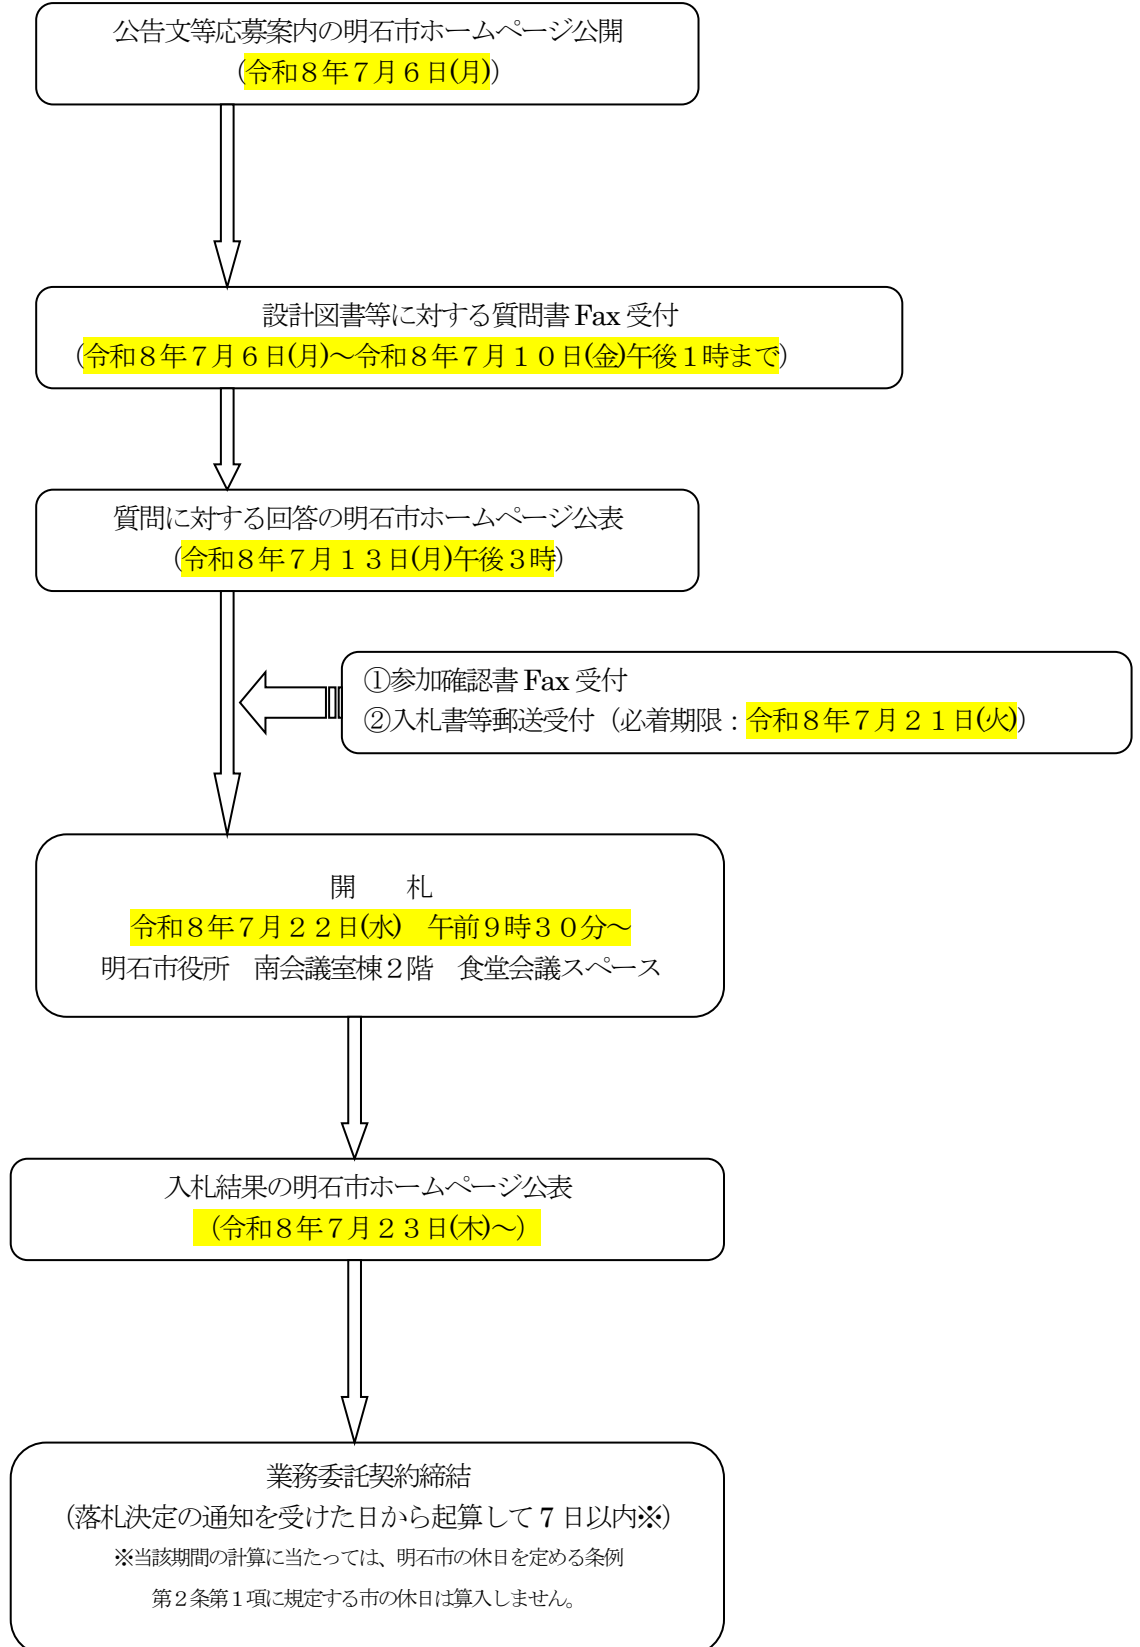 公告文等応募案内の明石市ホームページ公開
（令和８年７月６日(月)）
設計図書等に対する質問書 Fax 受付
（令和８年７月６日(月)～令和８年７月１０日(金)午後１時まで）
質問に対する回答の明石市ホームページ公表
（令和８年７月１３日(月)午後３時）
①参加確認書 Fax 受付
②入札書等郵送受付（必着期限：令和８年７月２１日(火)）
開　　札
令和８年７月２２日(水)　午前９時３０分～
明石市役所　南会議室棟２階　食堂会議スペース
入札結果の明石市ホームページ公表
（令和８年７月２３日(木)～）
業務委託契約締結
（落札決定の通知を受けた日から起算して 7 日以内※）
※当該期間の計算に当たっては、明石市の休日を定める条例
第２条第１項に規定する市の休日は算入しません。